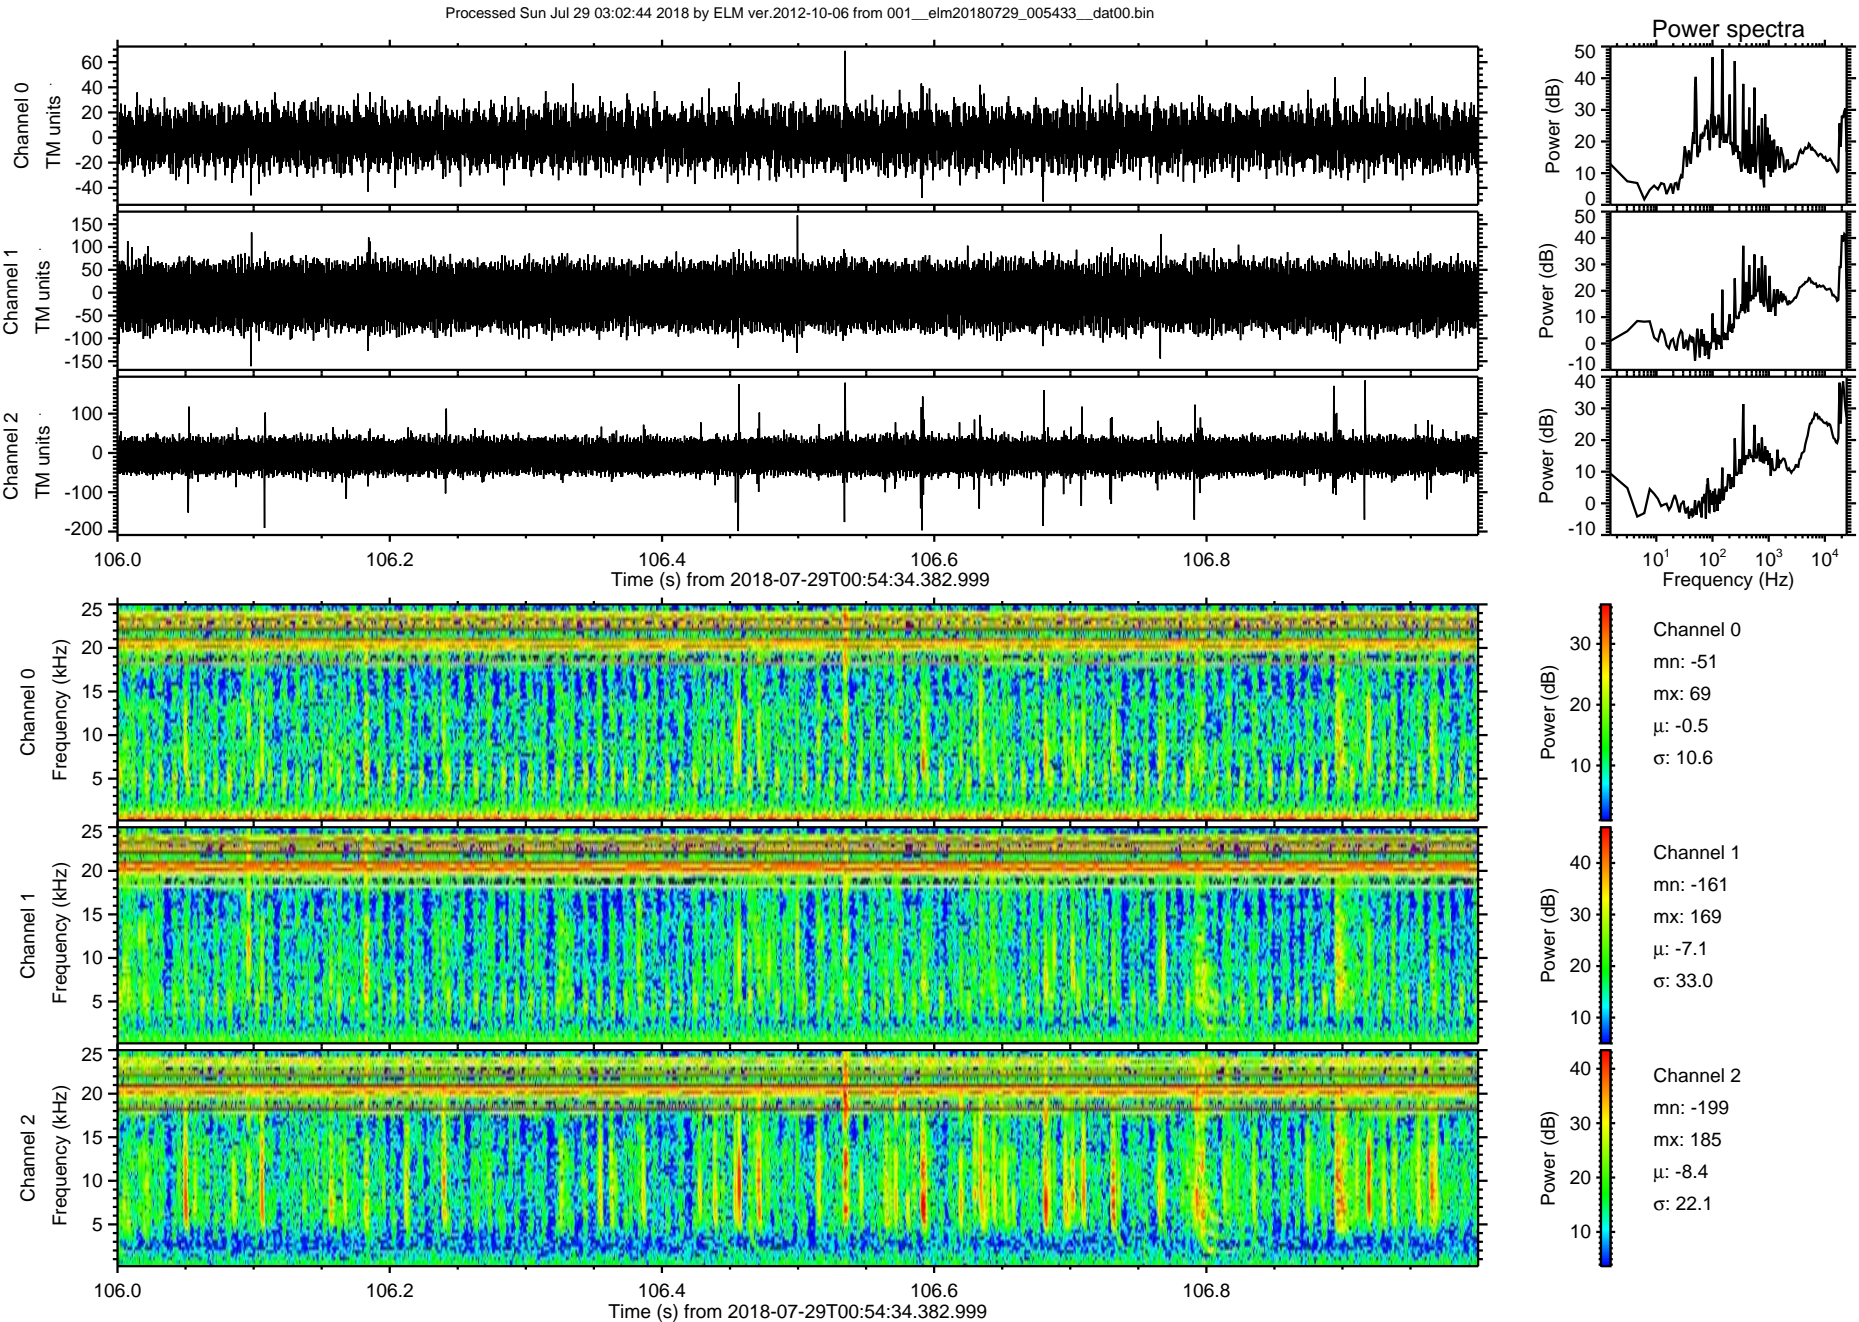 Processed Sun Jul 29 03:02:44 2018 by ELM ver.2012-10-06 from 001__elm20180729_005433__dat00.bin
Power spectra
Channel 0
TM units
60
40
20
0
-20
-40
Power (dB)
50
40
30
20
10
0
Channel 1
TM units
150
100
50
0
-50
-100
-150
Power (dB)
50
40
30
20
10
0
-10
Channel 2
TM units
100
0
-100
-200
Power (dB)
40
30
20
10
0
-10
106.0 106.2 106.4 106.6 106.8
Time (s) from 2018-07-29T00:54:34.382.999
10¹ 10² 10³ 10⁴
Frequency (Hz)
Channel 0
Frequency (kHz)
25
20
15
10
5
Power (dB)
30
20
10
Channel 0
mn: -51
mx: 69
μ: -0.5
σ: 10.6
Channel 1
Frequency (kHz)
25
20
15
10
5
Power (dB)
40
30
20
10
Channel 1
mn: -161
mx: 169
μ: -7.1
σ: 33.0
Channel 2
Frequency (kHz)
25
20
15
10
5
Power (dB)
40
30
20
10
Channel 2
mn: -199
mx: 185
μ: -8.4
σ: 22.1
106.0 106.2 106.4 106.6 106.8
Time (s) from 2018-07-29T00:54:34.382.999